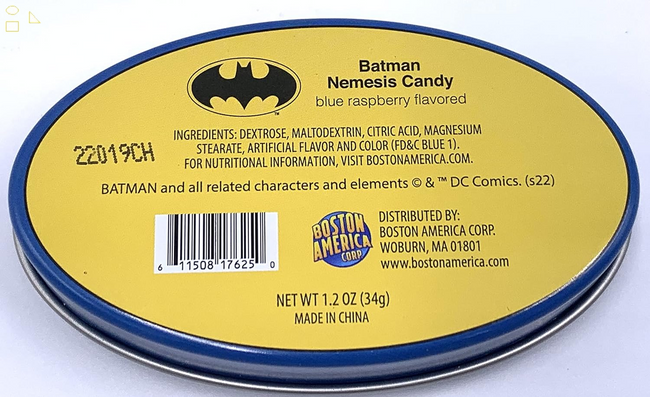 Batman
Nemesis Candy
blue raspberry flavored
INGREDIENTS: DEXTROSE, MALTODEXTRIN, CITRIC ACID, MAGNESIUM
STEARATE, ARTIFICIAL FLAVOR AND COLOR (FD&C BLUE 1).
FOR NUTRITIONAL INFORMATION, VISIT BOSTONAMERICA.COM.
22019CH
BATMAN and all related characters and elements © & ™ DC Comics. (s22)
6 11508 17625 0
BOSTON
AMERICA
CORP
DISTRIBUTED BY:
BOSTON AMERICA CORP.
WOBURN, MA 01801
www.bostonamerica.com
NET WT 1.2 OZ (34g)
MADE IN CHINA